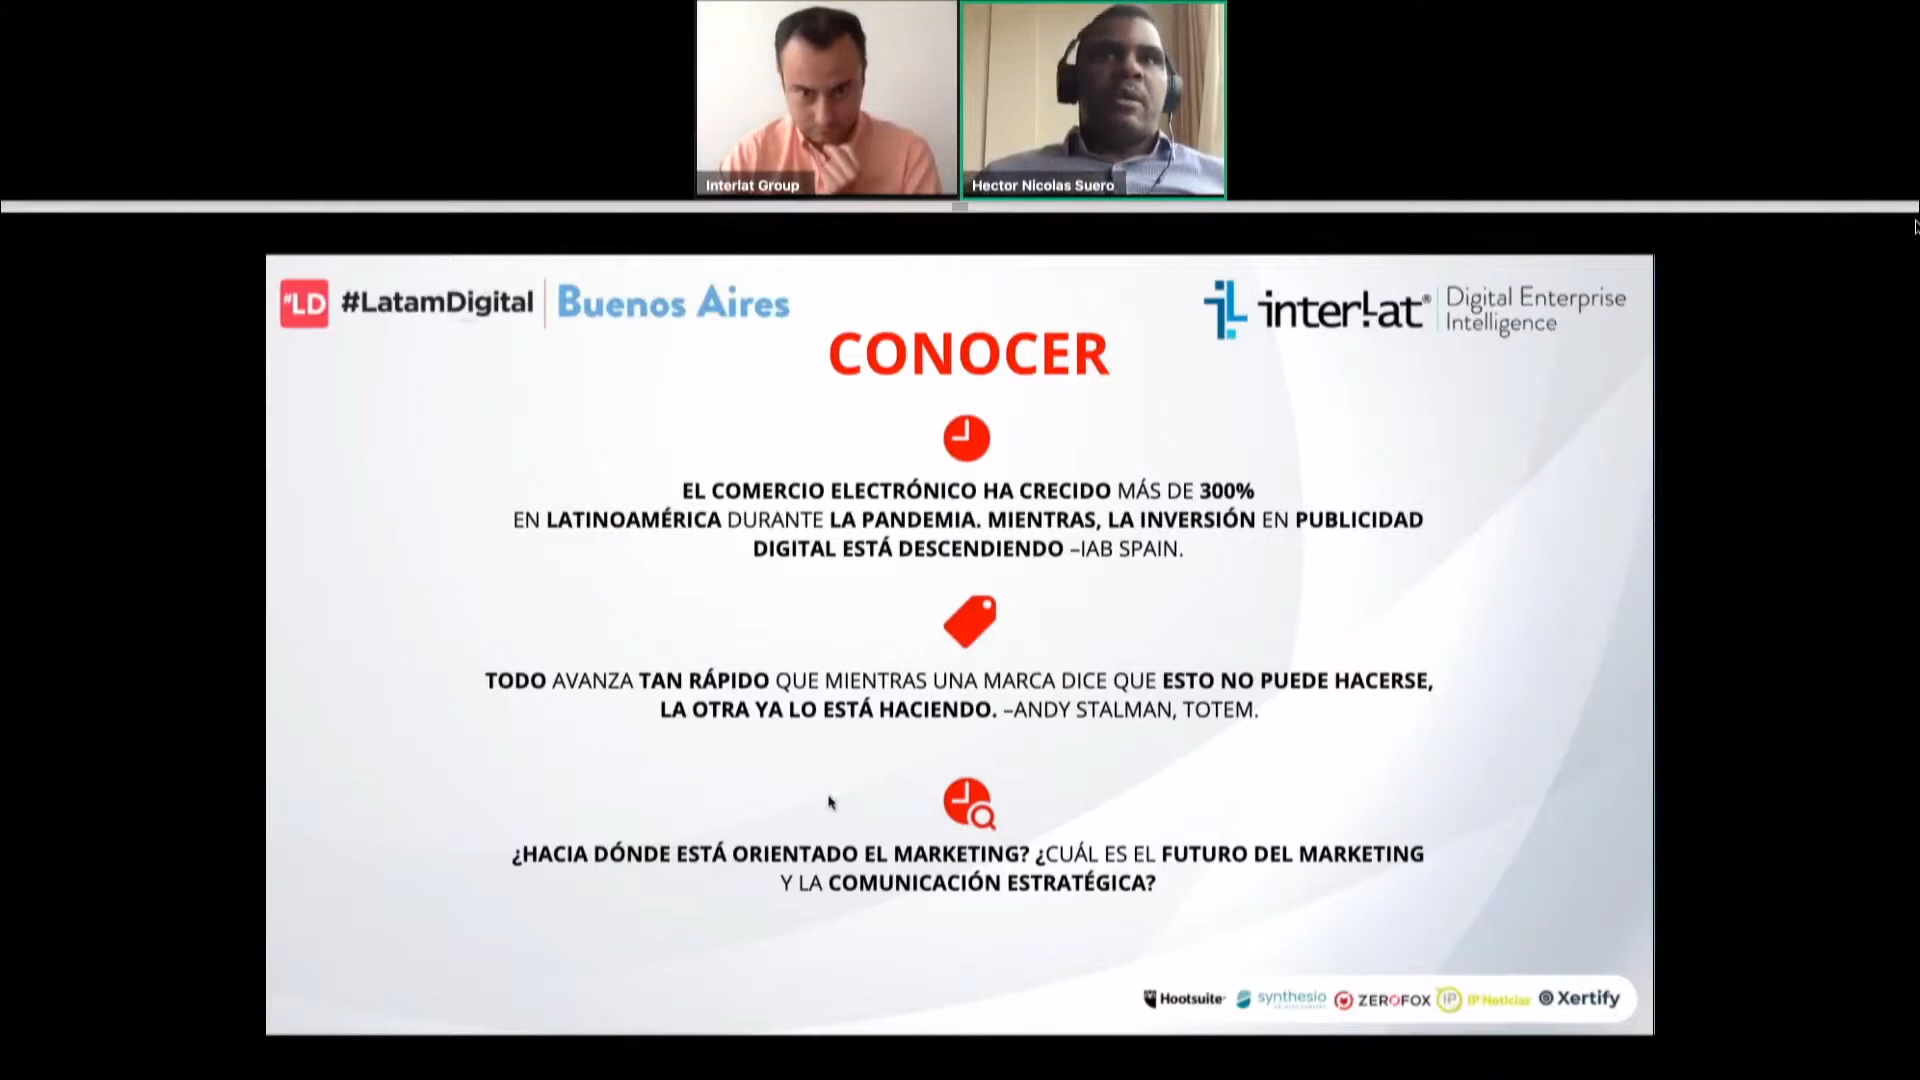 Interlat Group
Hector Nicolas Suero
#LD #LatamDigital Buenos Aires
interlat® Digital Enterprise
Intelligence
CONOCER
EL COMERCIO ELECTRÓNICO HA CRECIDO MÁS DE 300%
EN LATINOAMÉRICA DURANTE LA PANDEMIA. MIENTRAS, LA INVERSIÓN EN PUBLICIDAD
DIGITAL ESTÁ DESCENDIENDO –IAB SPAIN.
TODO AVANZA TAN RÁPIDO QUE MIENTRAS UNA MARCA DICE QUE ESTO NO PUEDE HACERSE,
LA OTRA YA LO ESTÁ HACIENDO. –ANDY STALMAN, TOTEM.
¿HACIA DÓNDE ESTÁ ORIENTADO EL MARKETING? ¿CUÁL ES EL FUTURO DEL MARKETING
Y LA COMUNICACIÓN ESTRATÉGICA?
Hootsuite synthesio ZEROFOX IP IP Noticias Xertify